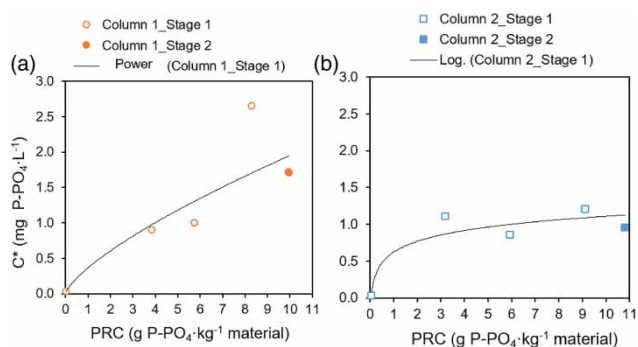 Column 1_Stage 1
Column 1_Stage 2
Power (Column 1_Stage 1)
(a)
3.0
2.5
2.0
1.5
1.0
0.5
0.0
C* (mg P-PO₄·L⁻¹)
0 1 2 3 4 5 6 7 8 9 10 11
PRC (g P-PO₄·kg⁻¹ material)
Column 2_Stage 1
Column 2_Stage 2
Log. (Column 2_Stage 1)
(b)
3.0
2.5
2.0
1.5
1.0
0.5
0.0
0 1 2 3 4 5 6 7 8 9 10 11
PRC (g P-PO₄·kg⁻¹ material)